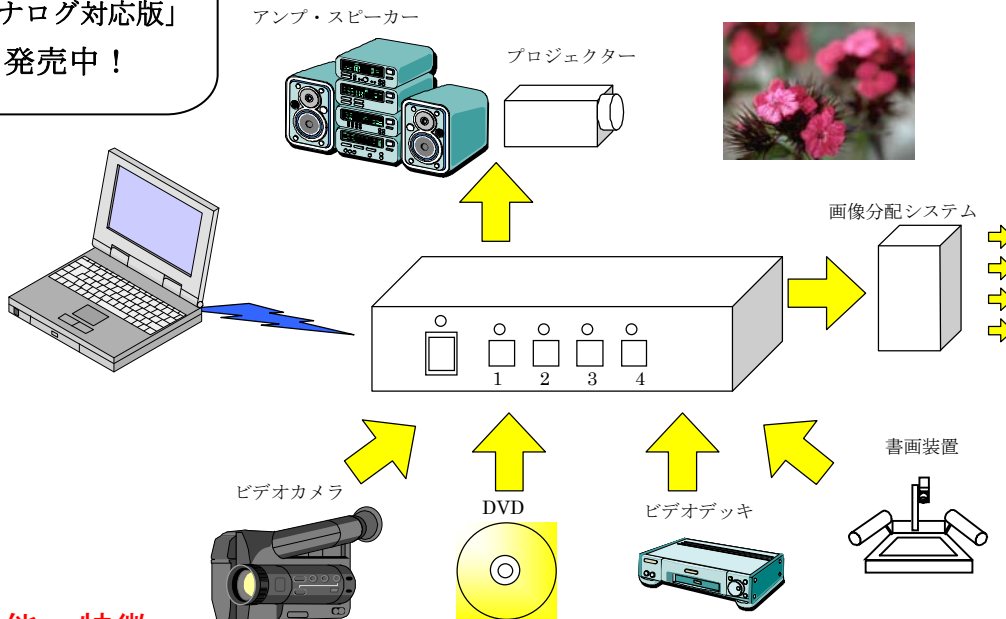 ナログ対応版」
発売中！
アンプ・スピーカー
プロジェクター
画像分配システム
1 2 3 4
書画装置
ビデオカメラ
DVD
ビデオデッキ